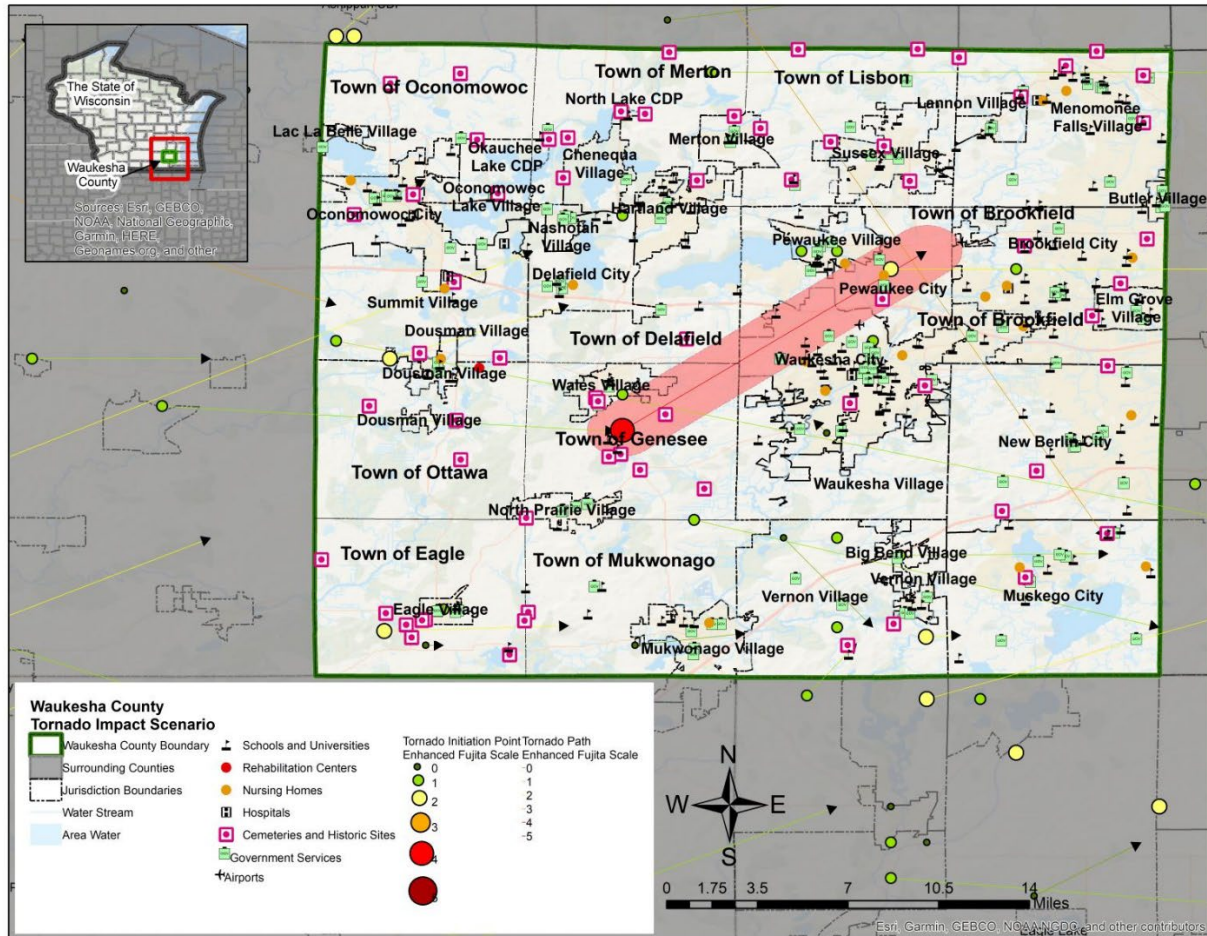 Ashippun CDP
The State of
Wisconsin
Waukesha
County
Sources: Esri, GEBCO,
NOAA, National Geographic,
Garmin, HERE,
Geonames.org, and other
Town of Oconomowoc
Town of Merton
Town of Lisbon
North Lake CDP
Lannon Village
Menomonee
Falls Village
Lac La Belle Village
Okauchee
Lake CDP
Chenequa
Village
Merton Village
Sussex Village
Oconomowoc
Lake Village
Oconomowoc City
Hartland Village
Butler Village
Nashotah
Village
Town of Brookfield
Pewaukee Village
Brookfield City
Delafield City
Pewaukee City
Summit Village
Elm Grove
Village
Dousman Village
Town of Delafield
Town of Brookfield
Waukesha City
Dousman Village
Wales Village
Dousman Village
Town of Genesee
New Berlin City
Town of Ottawa
Waukesha Village
North Prairie Village
Town of Eagle
Town of Mukwonago
Big Bend Village
Vernon Village
Vernon Village
Muskego City
Eagle Village
Mukwonago Village
Waukesha County
Tornado Impact Scenario
Waukesha County Boundary
Surrounding Counties
Jurisdiction Boundaries
Water Stream
Area Water
Schools and Universities
Rehabilitation Centers
Nursing Homes
Hospitals
Cemeteries and Historic Sites
Government Services
Airports
Tornado Initiation Point
Enhanced Fujita Scale
0
1
2
3
4
5
Tornado Path
Enhanced Fujita Scale
0
1
2
3
4
5
N
W E
S
0 1.75 3.5 7 10.5 14
Miles
Eagle Lake
Esri, Garmin, GEBCO, NOAA NGDC, and other contributors